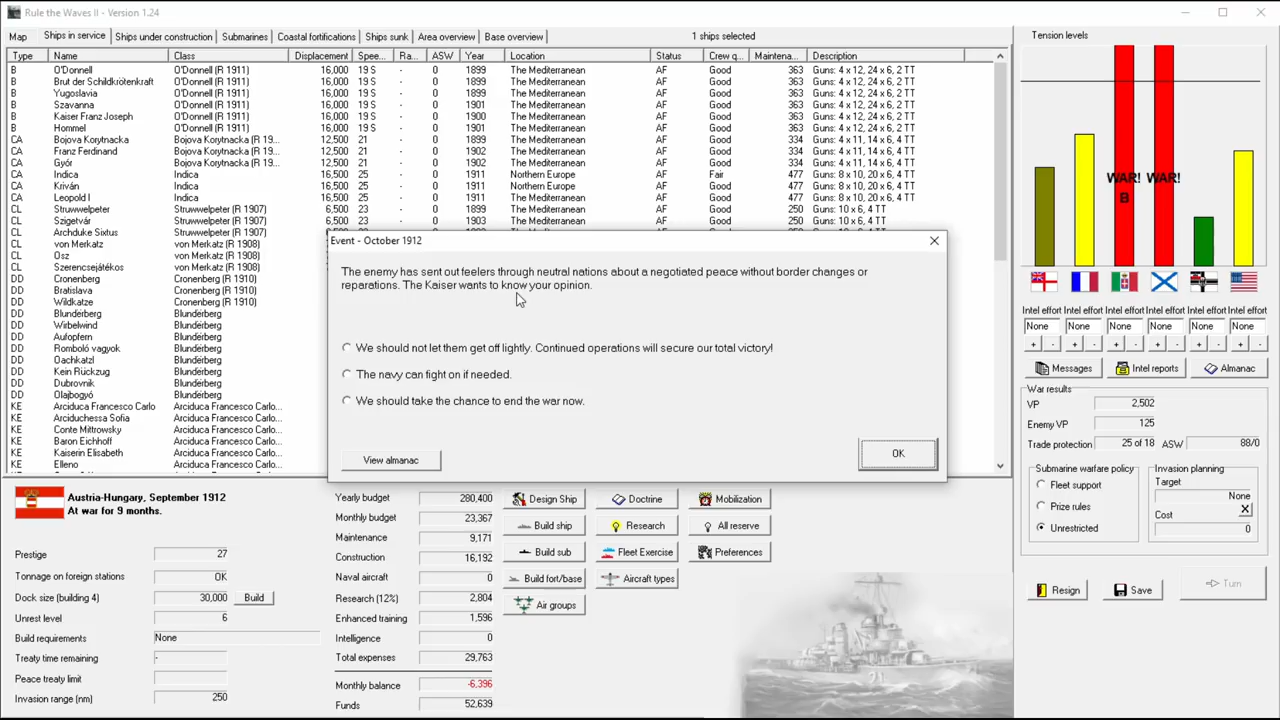 Rule the Waves II - Version 1.24
Map Ships in service Ships under construction Submarines Coastal fortifications Ships sunk Area overview Base overview 1 ships selected
Type Name Class Displacement Spee... Ra... ASW Year Location Status Crew q... Maintena... Description
B O'Donnell O'Donnell (R 1911) 16,000 19 S - 0 1899 The Mediterranean AF Good 363 Guns: 4 x 12, 24 x 6, 2 TT
B Brut der Schildkrötenkraft O'Donnell (R 1911) 16,000 19 S - 0 1899 The Mediterranean AF Good 363 Guns: 4 x 12, 24 x 6, 2 TT
B Yugoslavia O'Donnell (R 1911) 16,000 19 S - 0 1899 The Mediterranean AF Good 363 Guns: 4 x 12, 24 x 6, 2 TT
B Szavanna O'Donnell (R 1911) 16,000 19 S - 0 1901 The Mediterranean AF Good 363 Guns: 4 x 12, 24 x 6, 2 TT
B Kaiser Franz Joseph O'Donnell (R 1911) 16,000 19 S - 0 1899 The Mediterranean AF Good 363 Guns: 4 x 12, 24 x 6, 2 TT
B Hommel O'Donnell (R 1911) 16,000 19 S - 0 1901 The Mediterranean AF Good 363 Guns: 4 x 12, 24 x 6, 2 TT
CA Bojova Korytnacka Bojova Korytnacka (R 19... 12,500 21 - 0 1899 The Mediterranean AF Good 334 Guns: 4 x 11, 14 x 6, 4 TT
CA Franz Ferdinand Bojova Korytnacka (R 19... 12,500 21 - 0 1902 The Mediterranean AF Good 334 Guns: 4 x 11, 14 x 6, 4 TT
CA Győr Bojova Korytnacka (R 19... 12,500 21 - 0 1902 The Mediterranean AF Good 334 Guns: 4 x 11, 14 x 6, 4 TT
CA Indica Indica 16,500 25 - 0 1911 Northern Europe AF Fair 477 Guns: 8 x 10, 20 x 6, 4 TT
CA Kriván Indica 16,500 25 - 0 1911 Northern Europe AF Good 477 Guns: 8 x 10, 20 x 6, 4 TT
CA Leopold I Indica 16,500 25 - 0 1911 The Mediterranean AF Good 477 Guns: 8 x 10, 20 x 6, 4 TT
CL Struwwelpeter Struwwelpeter (R 1907) 6,500 23 - 0 1899 The Mediterranean AF Good 250 Guns: 10 x 6, 4 TT
CL Szigetvár Struwwelpeter (R 1907) 6,500 23 - 0 1903 The Mediterranean AF Good 250 Guns: 10 x 6, 4 TT
CL Archduke Sixtus Struwwelpeter (R 1907)
CL von Merkatz von Merkatz (R 1908)
CL Osz von Merkatz (R 1908)
CL Szerencsejátékos von Merkatz (R 1908)
DD Cronenberg Cronenberg (R 1910)
DD Bratislava Cronenberg (R 1910)
DD Wildkatze Cronenberg (R 1910)
DD Blunderberg Blunderberg
DD Wirbelwind Blunderberg
DD Autopfern Blunderberg
DD Romboló vagyok Blunderberg
DD Oachkatzl Blunderberg
DD Kein Rückzug Blunderberg
DD Dubrovnik Blunderberg
DD Olajbogyó Blunderberg
KE Arciduca Francesco Carlo Arciduca Francesco Carlo...
KE Arciduchessa Sofia Arciduca Francesco Carlo...
KE Conte Mittrowsky Arciduca Francesco Carlo...
KE Baron Eichhoff Arciduca Francesco Carlo...
KE Kaiserin Elisabeth Arciduca Francesco Carlo...
KE Elleno Arciduca Francesco Carlo...
Event - October 1912
The enemy has sent out feelers through neutral nations about a negotiated peace without border changes or
reparations. The Kaiser wants to know your opinion.
We should not let them get off lightly. Continued operations will secure our total victory!
The navy can fight on if needed.
We should take the chance to end the war now.
View almanac OK
Tension levels
WAR! WAR!
B
Intel effort Intel effort Intel effort Intel effort Intel effort Intel effort
None None None None None None
+ - + - + - + - + - + -
Messages Intel reports Almanac
War results
VP 2,502
Enemy VP 125
Trade protection 25 of 18 ASW 88/0
Submarine warfare policy
Fleet support
Prize rules
Unrestricted
Invasion planning
Target
None
Cost X
0
Resign Save Turn
Austria-Hungary, September 1912
At war for 9 months.
Prestige 27
Tonnage on foreign stations OK
Dock size (building 4) 30,000 Build
Unrest level 6
Build requirements None
Treaty time remaining -
Peace treaty limit
Invasion range (nm) 250
Yearly budget 280,400
Monthly budget 23,367
Maintenance 9,171
Construction 16,192
Naval aircraft 0
Research (12%) 2,804
Enhanced training 1,596
Intelligence 0
Total expenses 29,763
Monthly balance -6,396
Funds 52,639
Design Ship Doctrine Mobilization
Build ship Research All reserve
Build sub Fleet Exercise Preferences
Build fort/base Aircraft types
Air groups